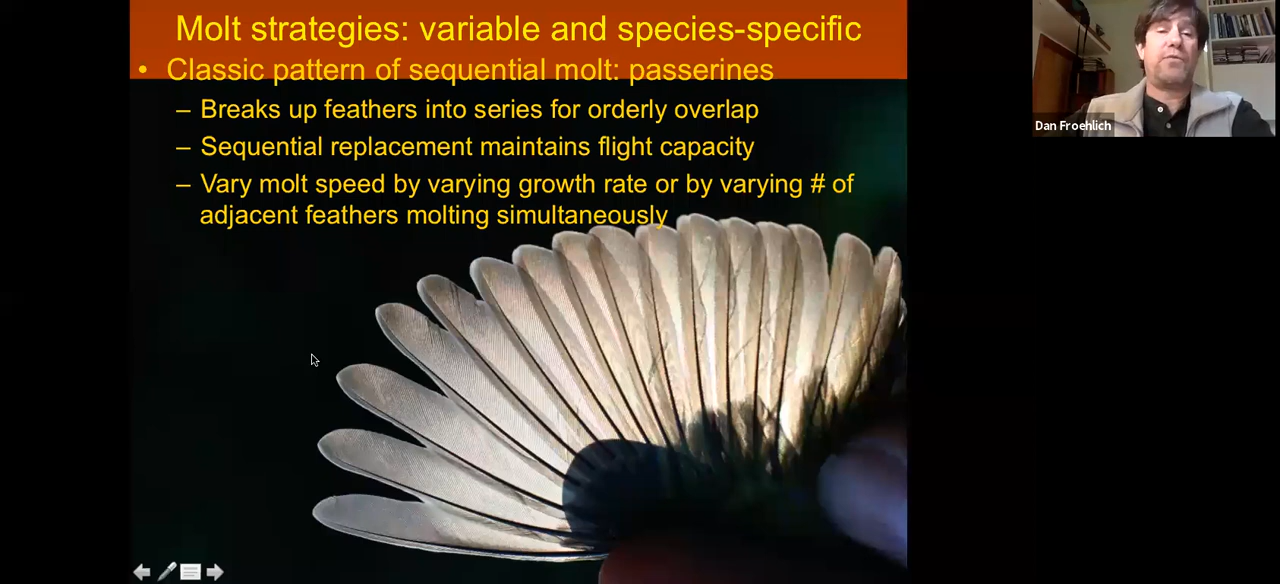 Molt strategies: variable and species-specific
• Classic pattern of sequential molt: passerines
– Breaks up feathers into series for orderly overlap
– Sequential replacement maintains flight capacity
– Vary molt speed by varying growth rate or by varying # of
adjacent feathers molting simultaneously
Dan Froehlich